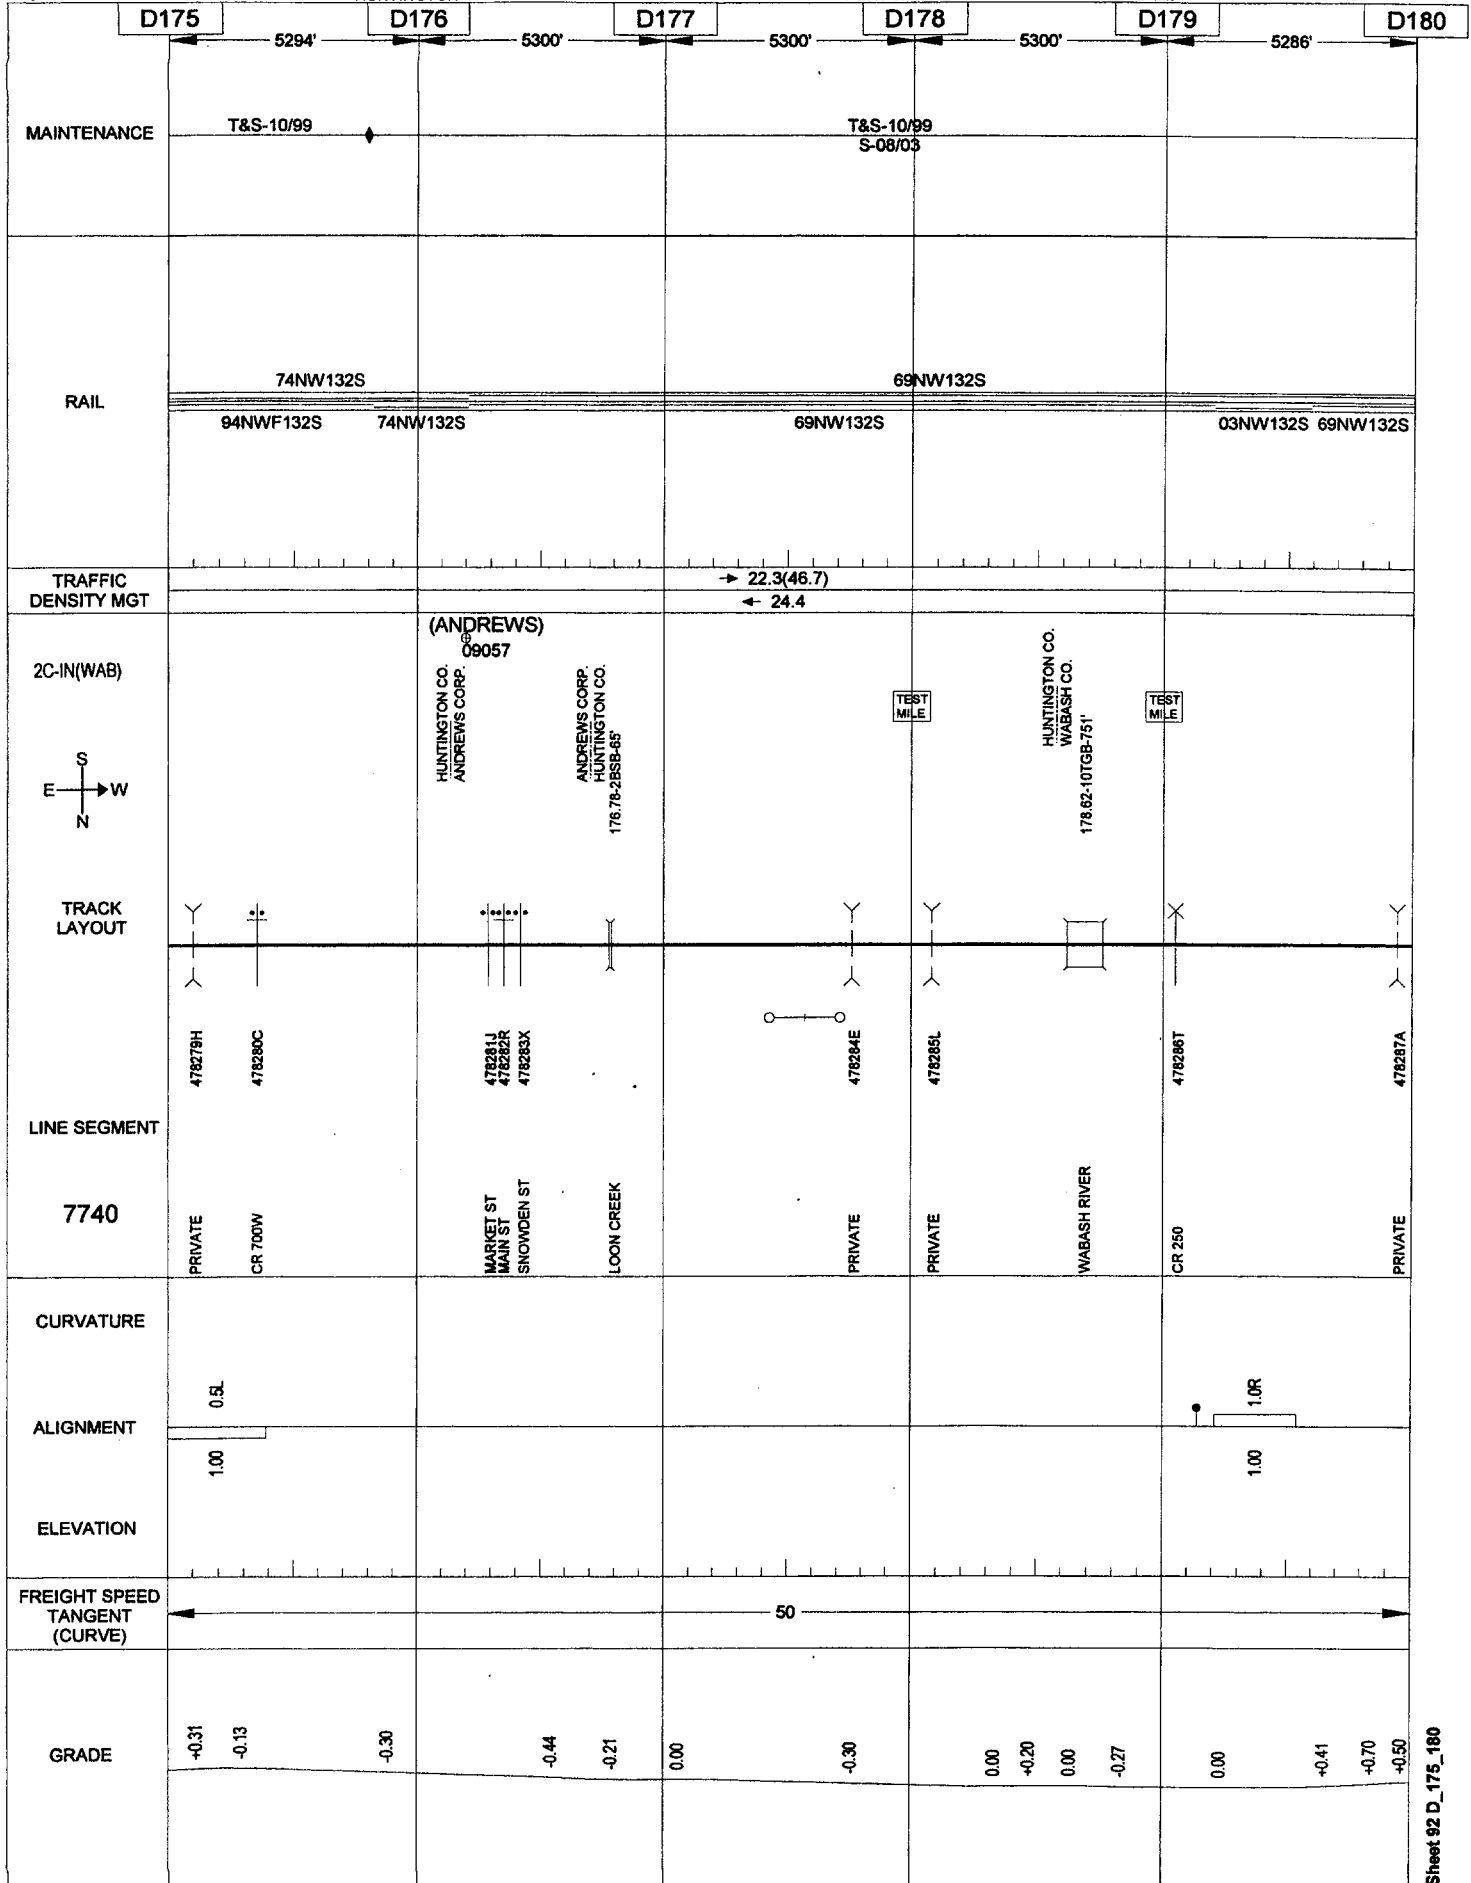 D175 D176 D177 D178 D179 D180
5294' 5300' 5300' 5300' 5286'
MAINTENANCE
T&S-10/99
T&S-10/99
S-08/03
RAIL
74NW132S
69NW132S
94NWF132S
74NW132S
69NW132S
03NW132S
69NW132S
TRAFFIC
DENSITY MGT
22.3(46.7)
24.4
2C-IN(WAB)
S
E
W
N
(ANDREWS)
09057
HUNTINGTON CO.
ANDREWS CORP.
ANDREWS CORP.
HUNTINGTON CO.
176.78-2BSB-65'
TEST
MILE
HUNTINGTON CO.
WABASH CO.
178.62-10TGB-751'
TEST
MILE
TRACK
LAYOUT
478279H
478280C
478281J
478282R
478283X
478284E
478285L
478286T
478287A
LINE SEGMENT
7740
PRIVATE
CR 700W
MARKET ST
MAIN ST
SNOWDEN ST
LOON CREEK
PRIVATE
PRIVATE
WABASH RIVER
CR 250
PRIVATE
CURVATURE
0.5L
1.0R
ALIGNMENT
1.00
1.00
ELEVATION
FREIGHT SPEED
TANGENT
(CURVE)
50
GRADE
+0.31
-0.13
-0.30
-0.44
-0.21
0.00
-0.30
0.00
+0.20
0.00
-0.27
0.00
+0.41
+0.70
+0.50
Sheet 92 D_175_180